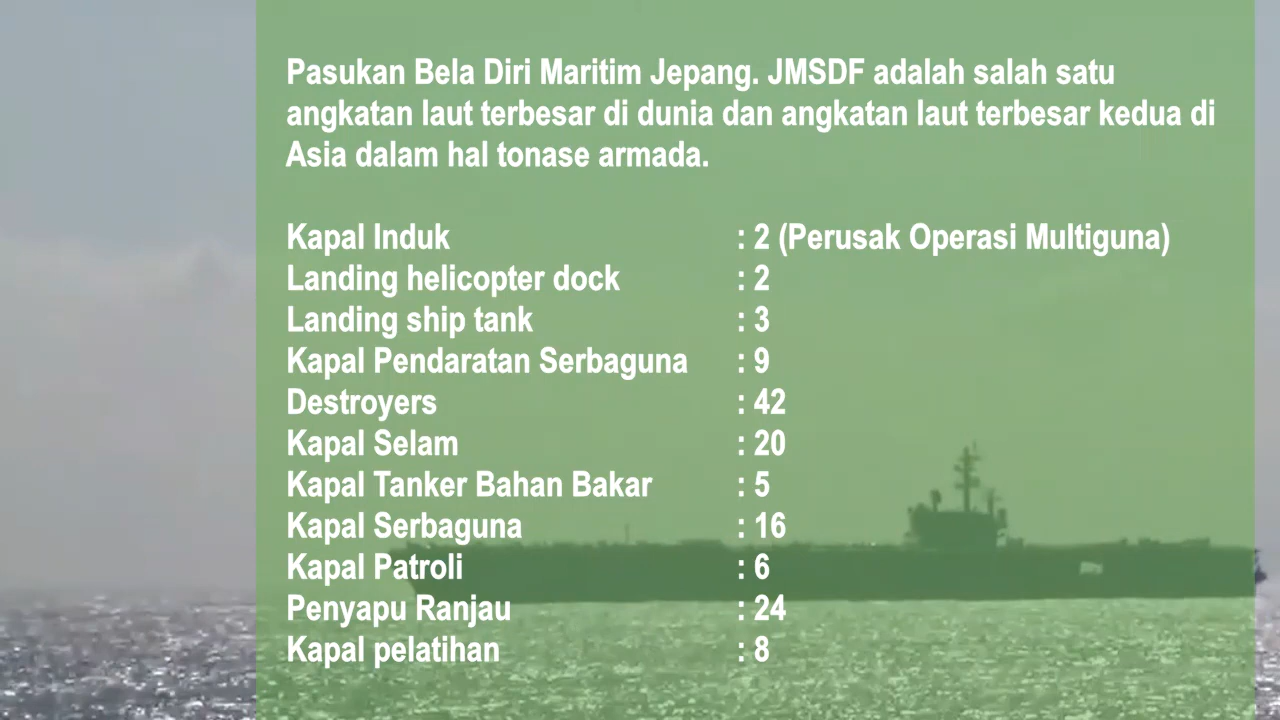 Pasukan Bela Diri Maritim Jepang. JMSDF adalah salah satu
angkatan laut terbesar di dunia dan angkatan laut terbesar kedua di
Asia dalam hal tonase armada.
Kapal Induk : 2 (Perusak Operasi Multiguna)
Landing helicopter dock : 2
Landing ship tank : 3
Kapal Pendaratan Serbaguna : 9
Destroyers : 42
Kapal Selam : 20
Kapal Tanker Bahan Bakar : 5
Kapal Serbaguna : 16
Kapal Patroli : 6
Penyapu Ranjau : 24
Kapal pelatihan : 8